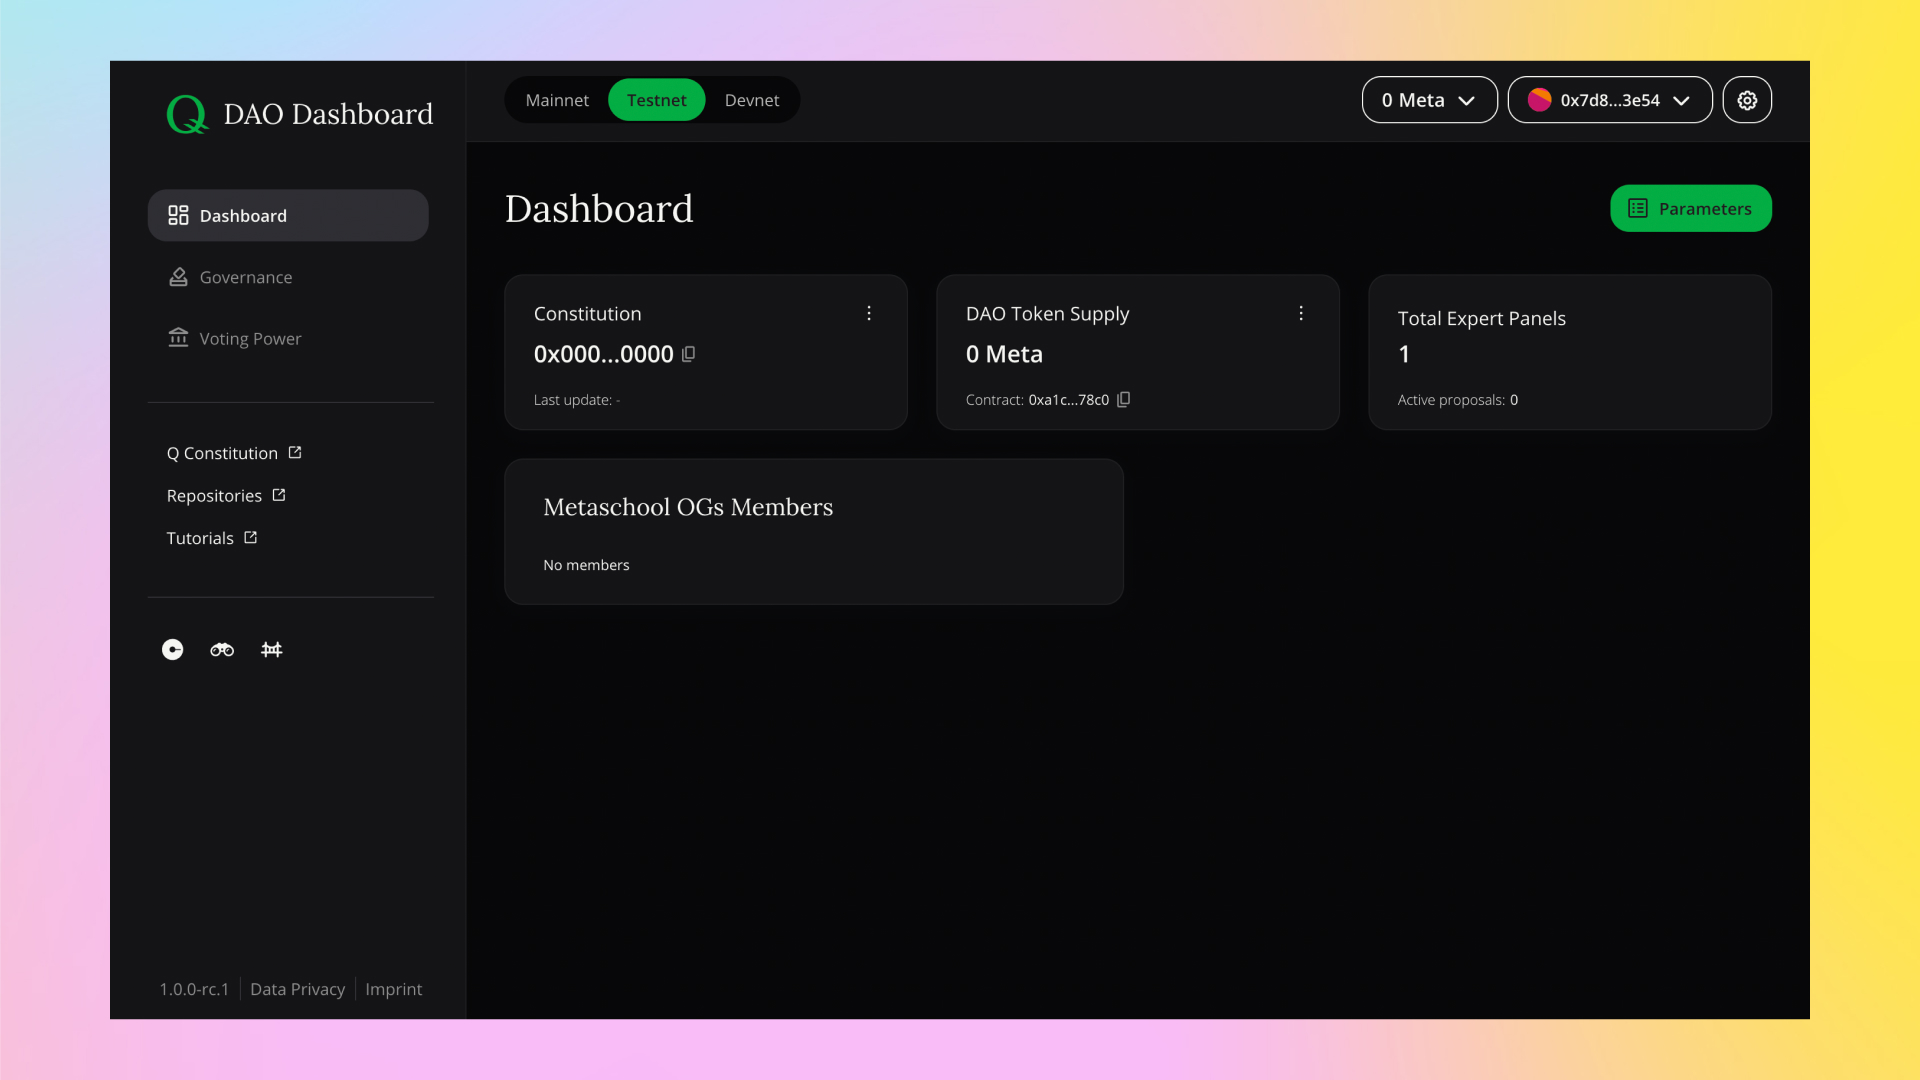 Q DAO Dashboard
Mainnet Testnet Devnet
0 Meta
0x7d8...3e54
Dashboard
Governance
Voting Power
Q Constitution
Repositories
Tutorials
1.0.0-rc.1 Data Privacy Imprint
Dashboard
Parameters
Constitution
0x000...0000
Last update: -
DAO Token Supply
0 Meta
Contract: 0xa1c...78c0
Total Expert Panels
1
Active proposals: 0
Metaschool OGs Members
No members